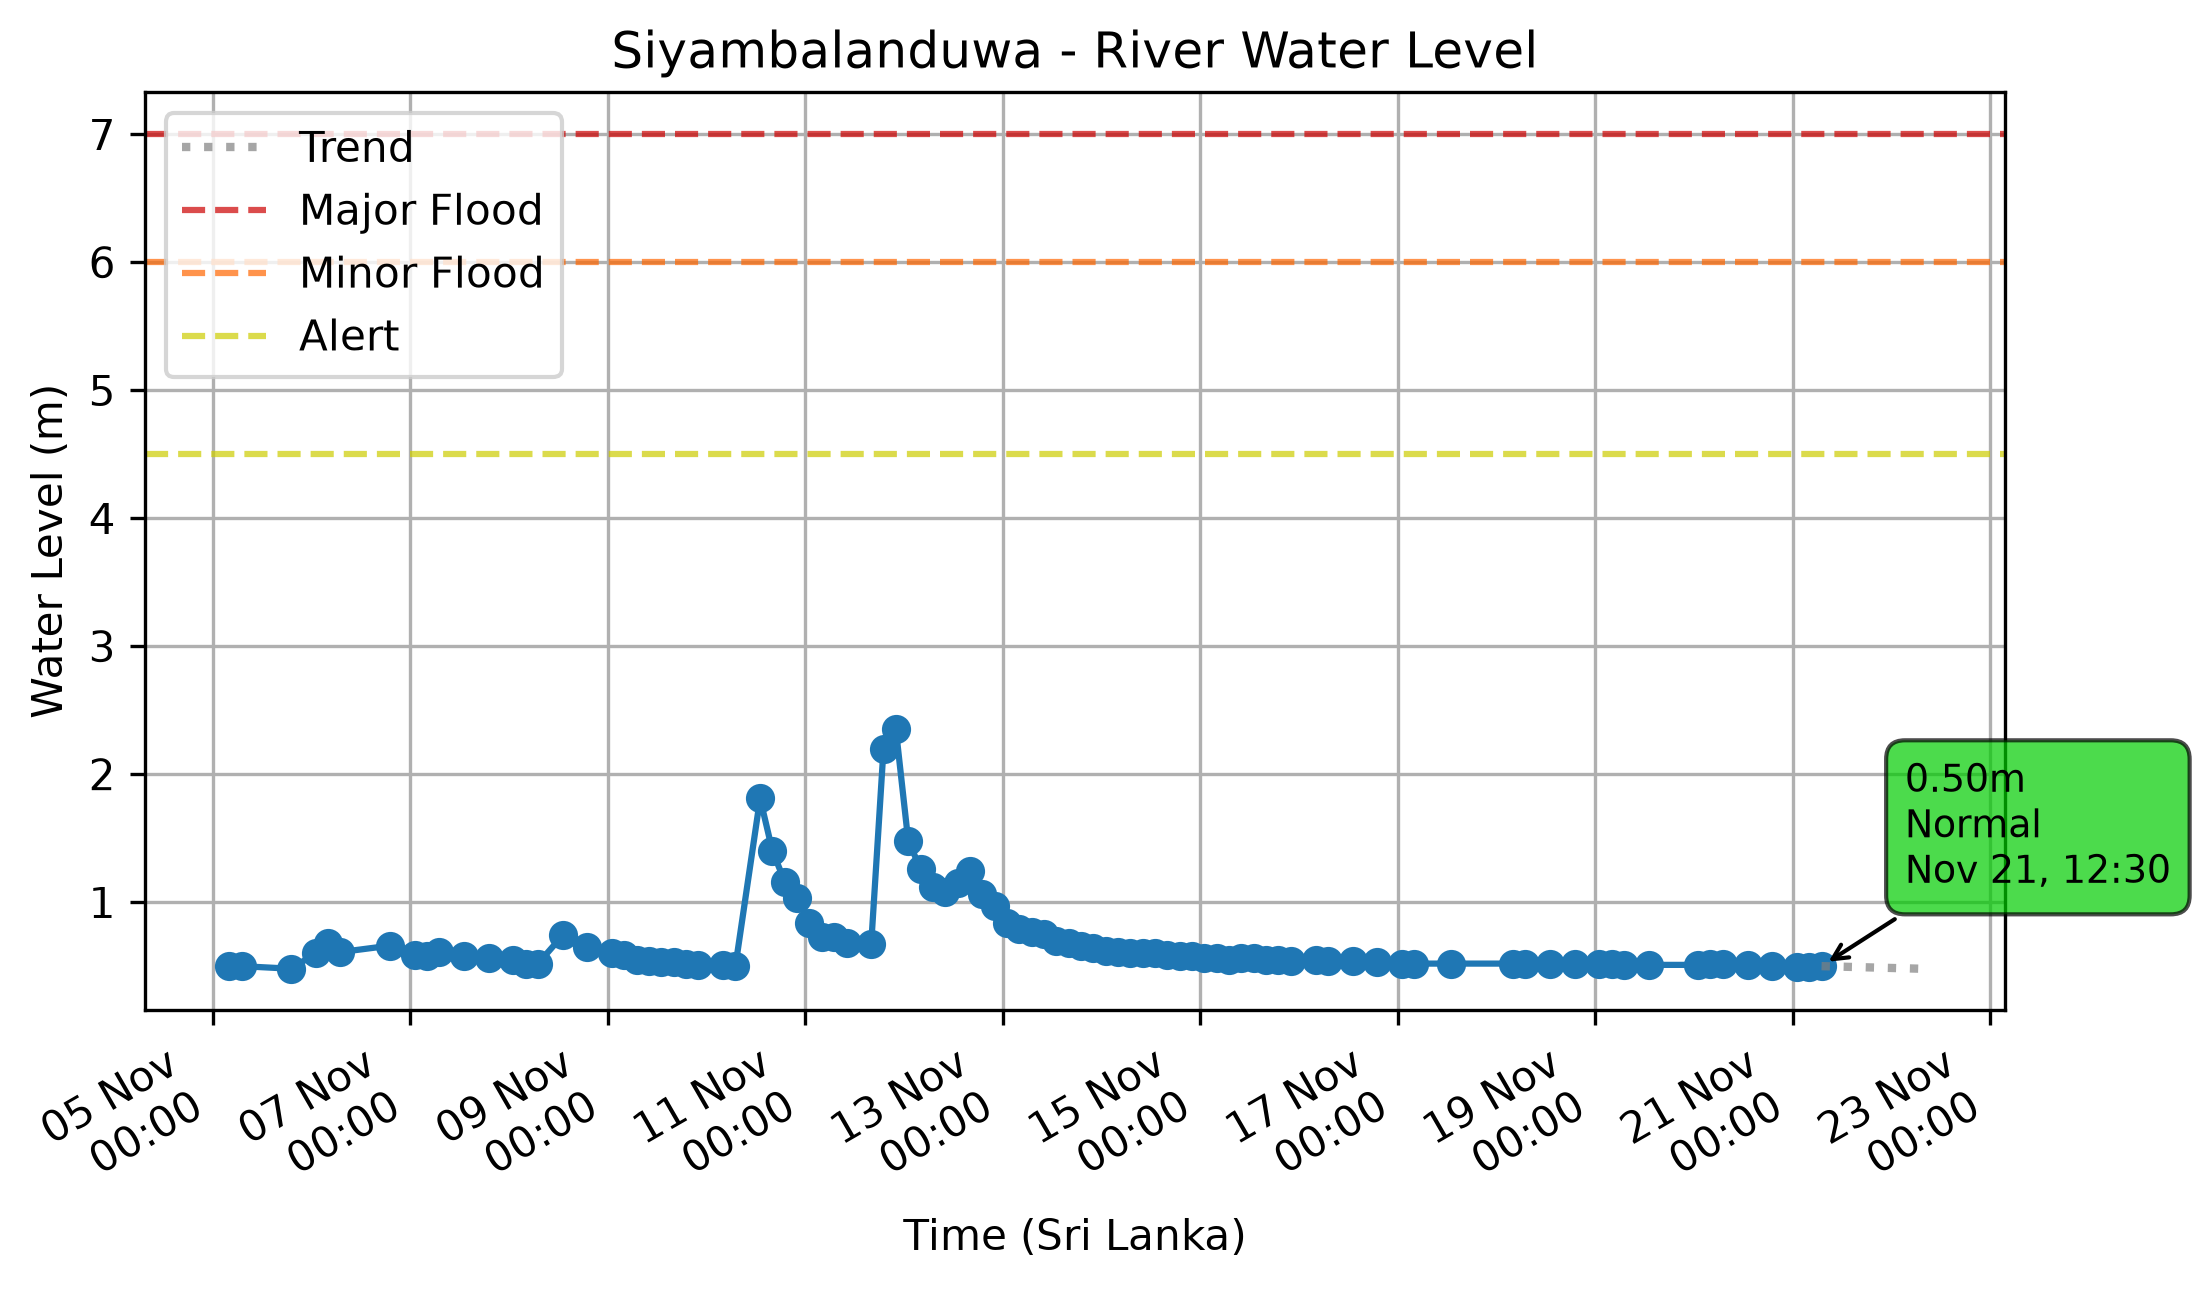 Siyambalanduwa - River Water Level
Trend
Major Flood
Minor Flood
Alert
7
6
5
4
3
2
1
Water Level (m)
0.50m
Normal
Nov 21, 12:30
05 Nov
00:00
07 Nov
00:00
09 Nov
00:00
11 Nov
00:00
13 Nov
00:00
15 Nov
00:00
17 Nov
00:00
19 Nov
00:00
21 Nov
00:00
23 Nov
00:00
Time (Sri Lanka)